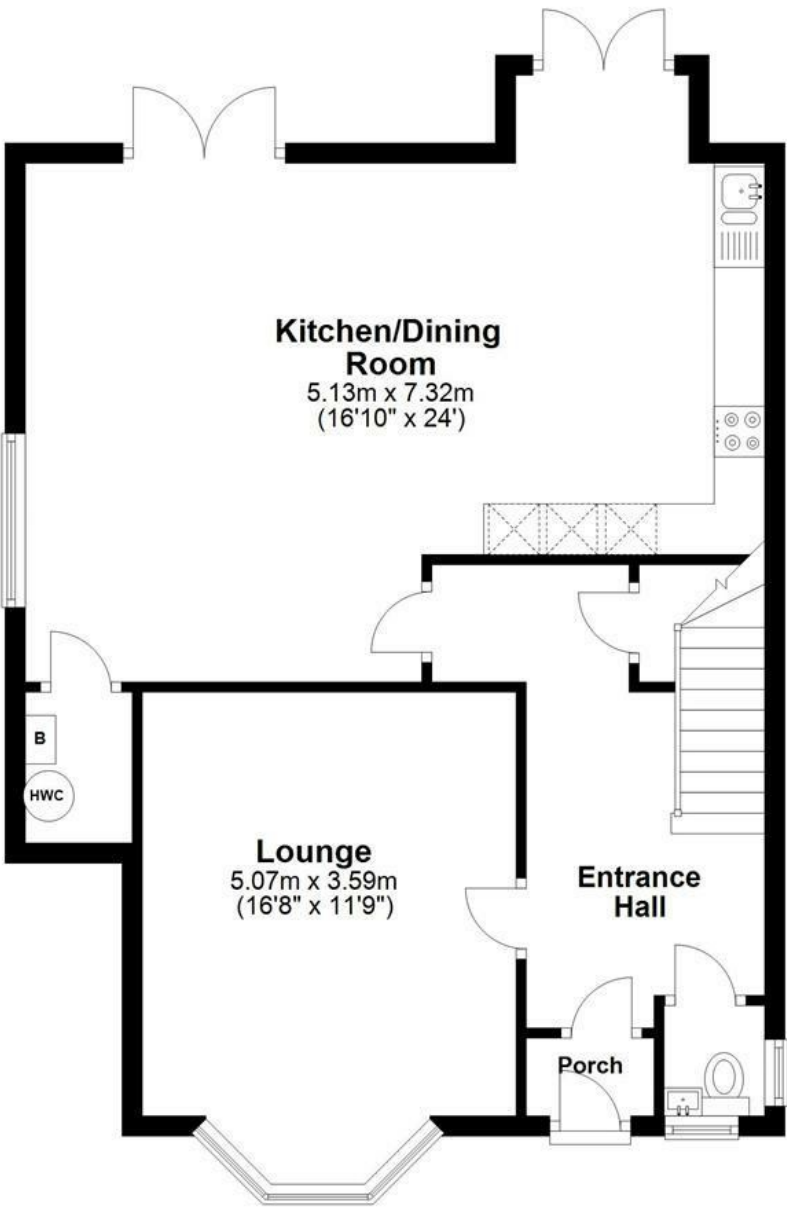 Kitchen/Dining
Room
5.13m x 7.32m
(16'10" x 24')
B
HWC
Lounge
5.07m x 3.59m
(16'8" x 11'9")
Entrance
Hall
Porch